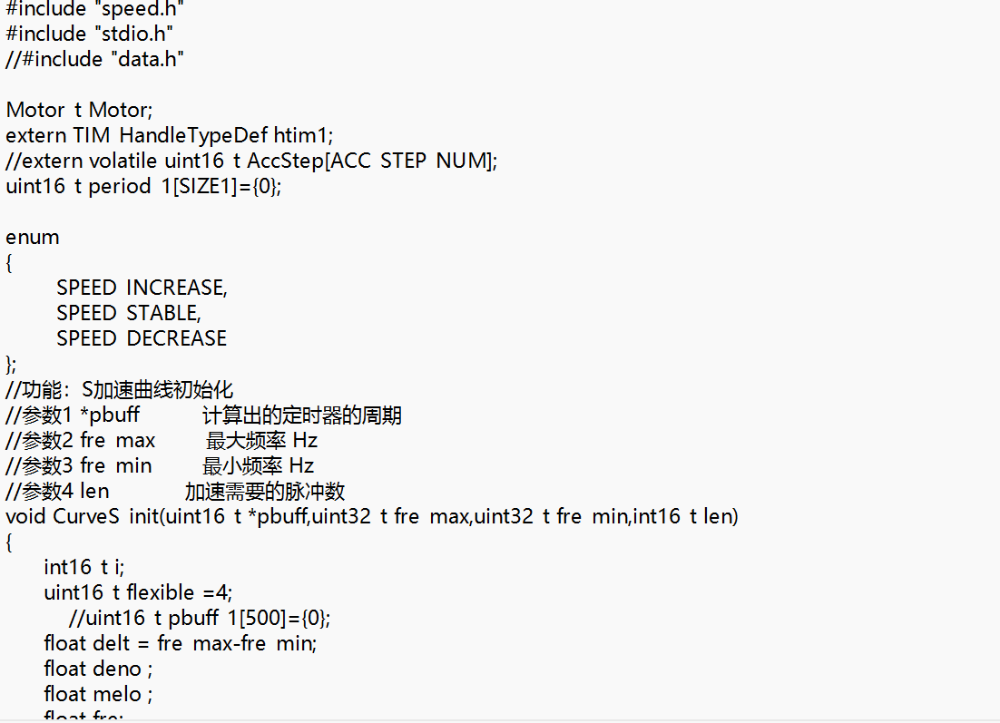 #include "speed.h"
#include "stdio.h"
//#include "data.h"
Motor t Motor;
extern TIM HandleTypeDef htim1;
//extern volatile uint16 t AccStep[ACC STEP NUM];
uint16 t period 1[SIZE1]={0};
enum
{
SPEED INCREASE,
SPEED STABLE,
SPEED DECREASE
};
//功能：S加速曲线初始化
//参数1 *pbuff 计算出的定时器的周期
//参数2 fre max 最大频率 Hz
//参数3 fre min 最小频率 Hz
//参数4 len 加速需要的脉冲数
void CurveS init(uint16 t *pbuff,uint32 t fre max,uint32 t fre min,int16 t len)
{
int16 t i;
uint16 t flexible =4;
//uint16 t pbuff 1[500]={0};
float delt = fre max-fre min;
float deno ;
float melo ;
float fre;